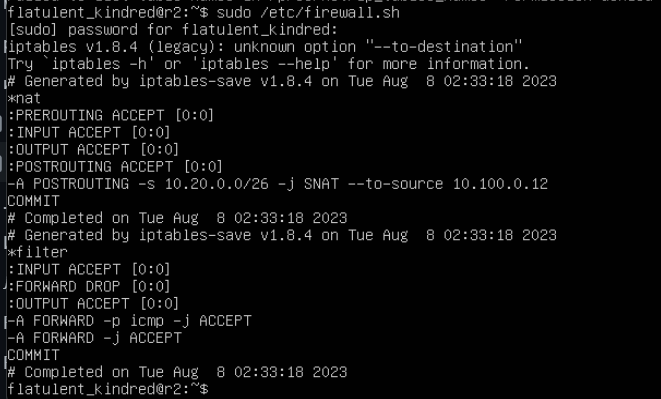 flatulent_kindred@r2:~$ sudo /etc/firewall.sh
[sudo] password for flatulent_kindred:
iptables v1.8.4 (legacy): unknown option "--to-destination"
Try `iptables -h' or 'iptables --help' for more information.
# Generated by iptables-save v1.8.4 on Tue Aug  8 02:33:18 2023
*nat
:PREROUTING ACCEPT [0:0]
:INPUT ACCEPT [0:0]
:OUTPUT ACCEPT [0:0]
:POSTROUTING ACCEPT [0:0]
-A POSTROUTING -s 10.20.0.0/26 -j SNAT --to-source 10.100.0.12
COMMIT
# Completed on Tue Aug  8 02:33:18 2023
# Generated by iptables-save v1.8.4 on Tue Aug  8 02:33:18 2023
*filter
:INPUT ACCEPT [0:0]
:FORWARD DROP [0:0]
:OUTPUT ACCEPT [0:0]
-A FORWARD -p icmp -j ACCEPT
-A FORWARD -j ACCEPT
COMMIT
# Completed on Tue Aug  8 02:33:18 2023
flatulent_kindred@r2:~$